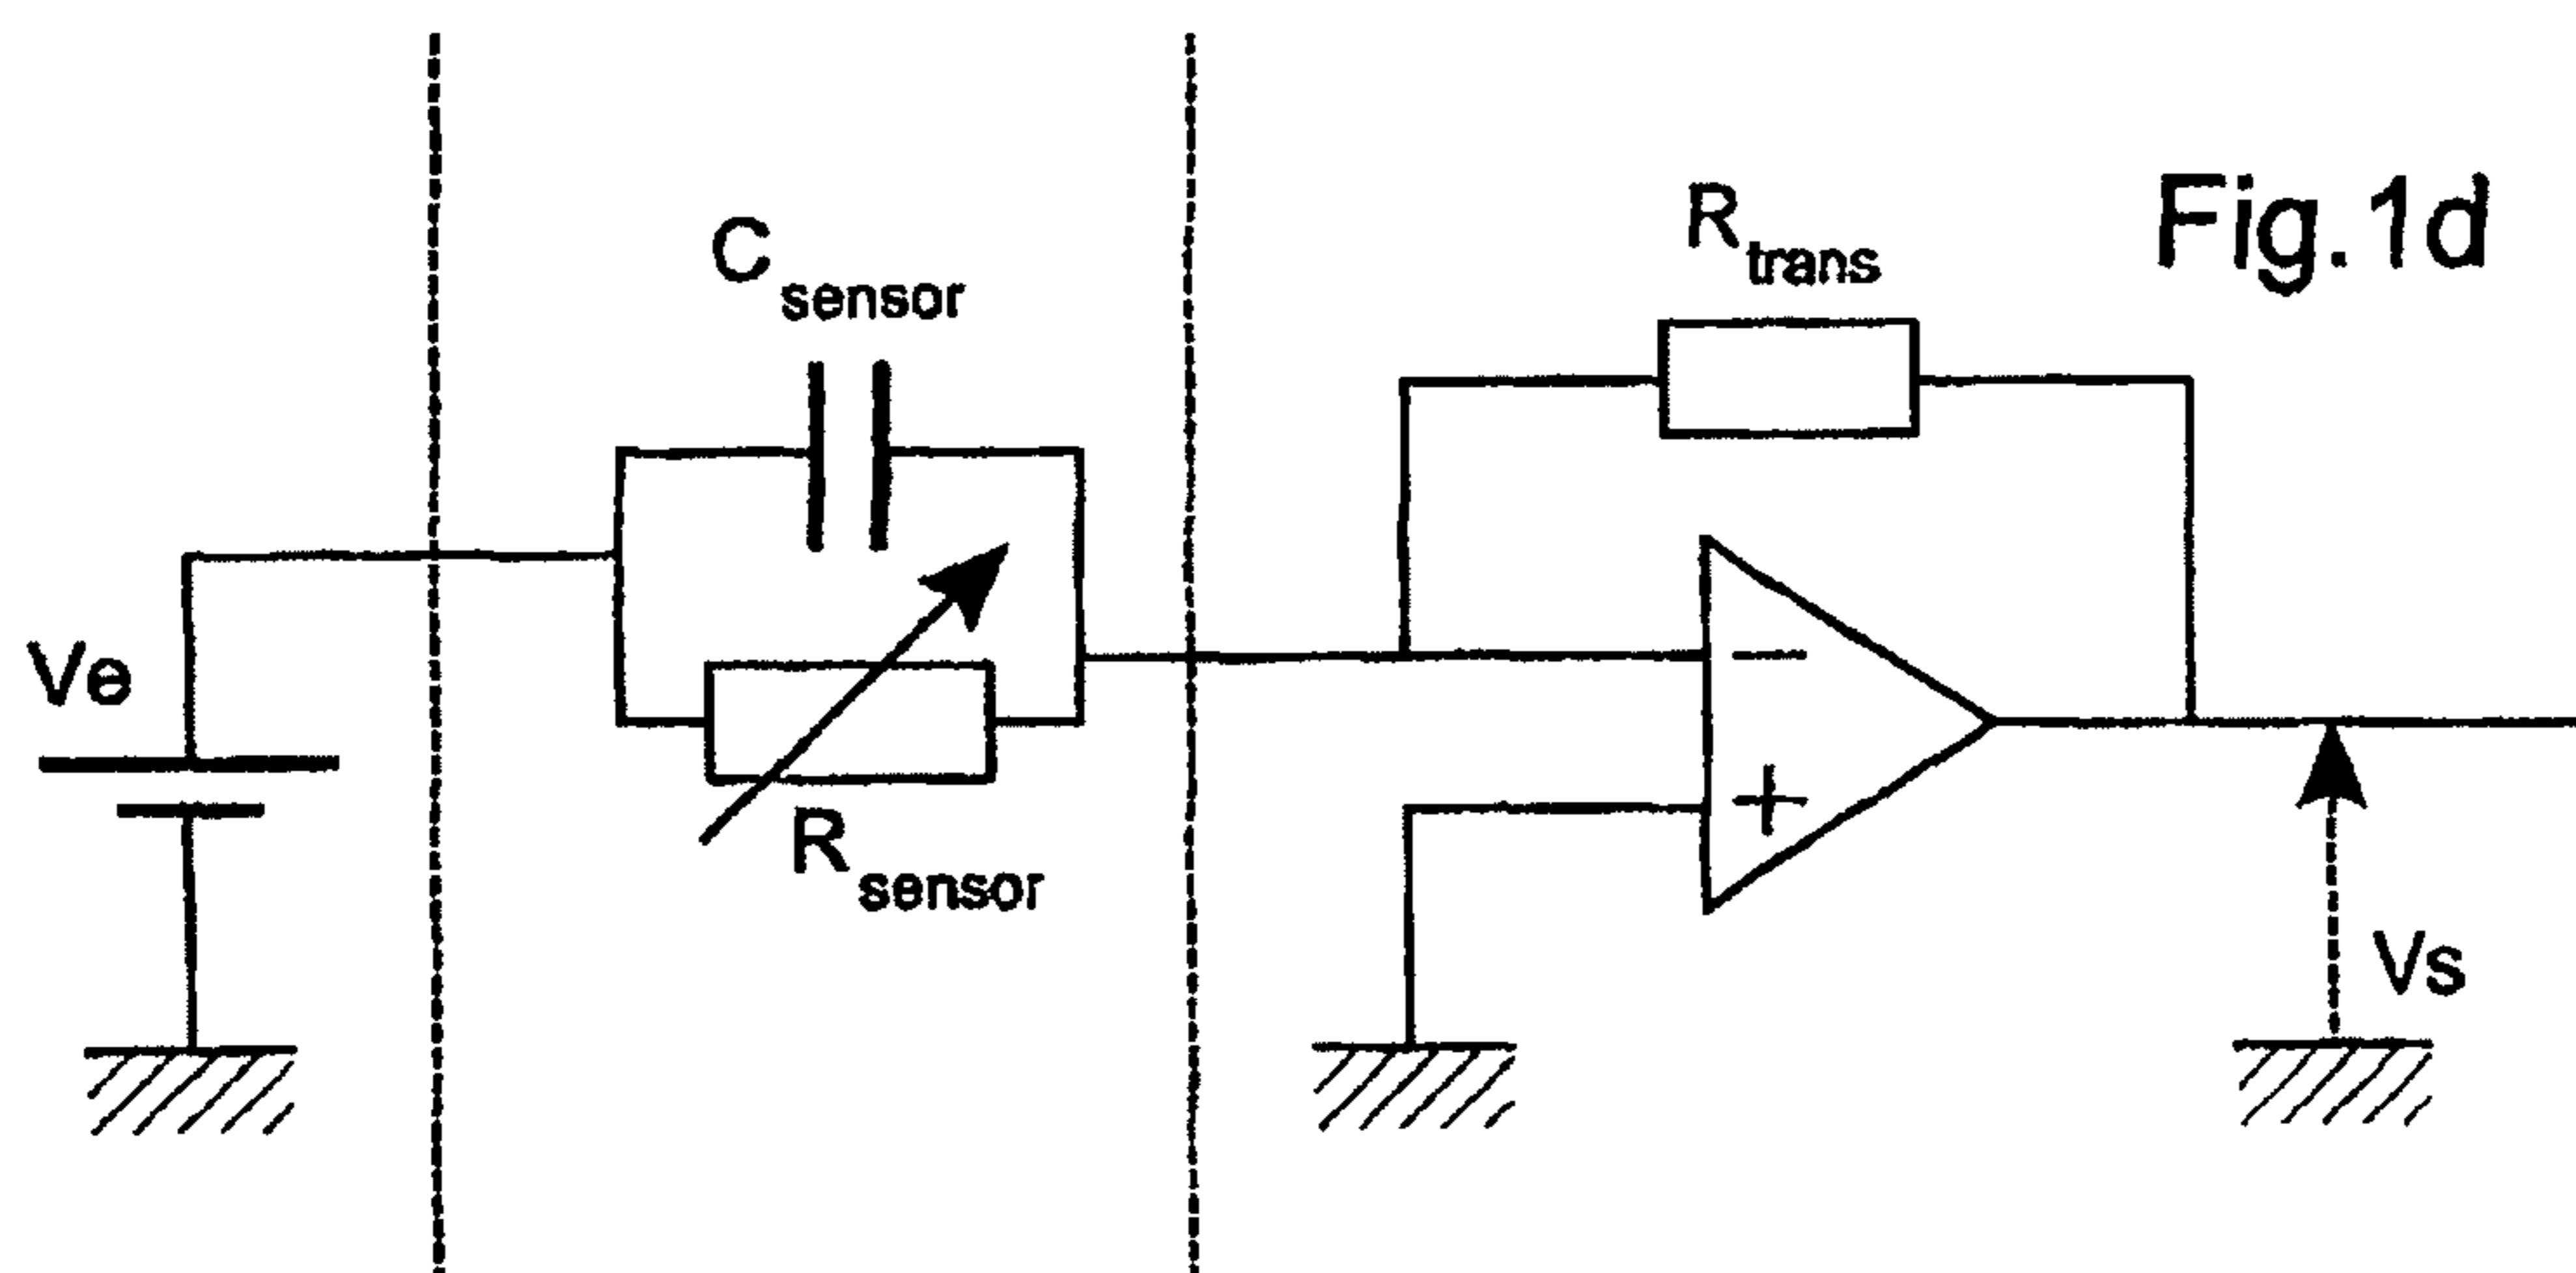 Fig.1d
C sensor
R trans
Ve
R sensor
−
+
Vs